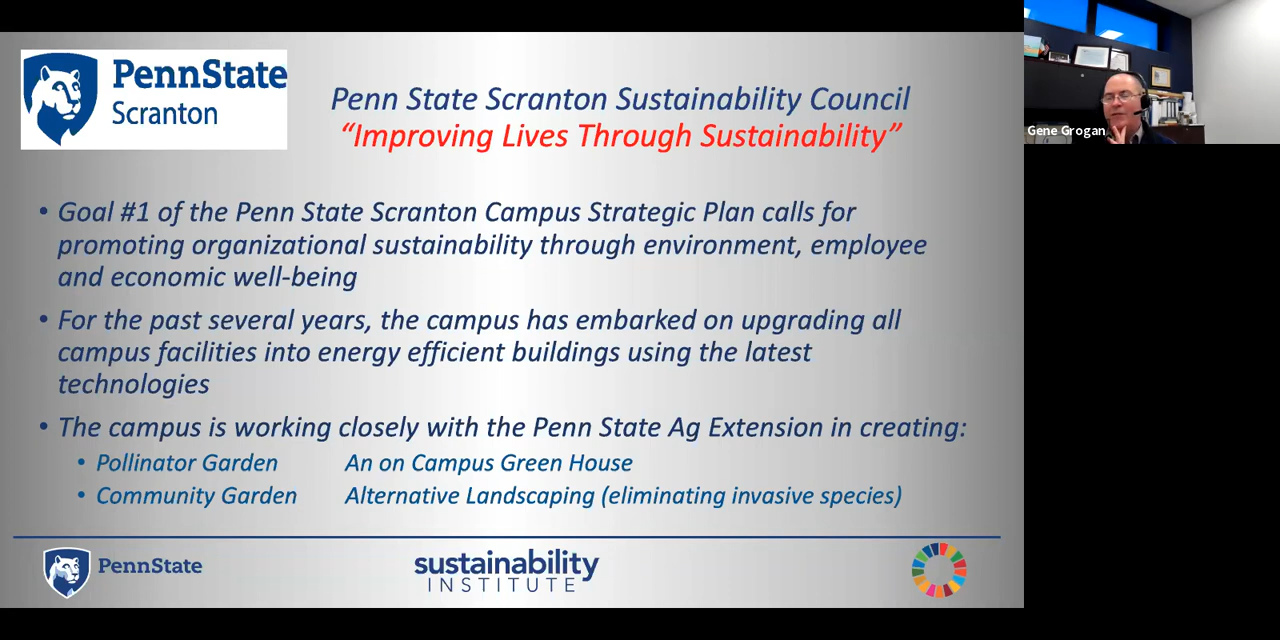 PennState
Scranton
Penn State Scranton Sustainability Council
“Improving Lives Through Sustainability”
• Goal #1 of the Penn State Scranton Campus Strategic Plan calls for
promoting organizational sustainability through environment, employee
and economic well-being
• For the past several years, the campus has embarked on upgrading all
campus facilities into energy efficient buildings using the latest
technologies
• The campus is working closely with the Penn State Ag Extension in creating:
• Pollinator Garden An on Campus Green House
• Community Garden Alternative Landscaping (eliminating invasive species)
PennState
sustainability
INSTITUTE
Gene Grogan